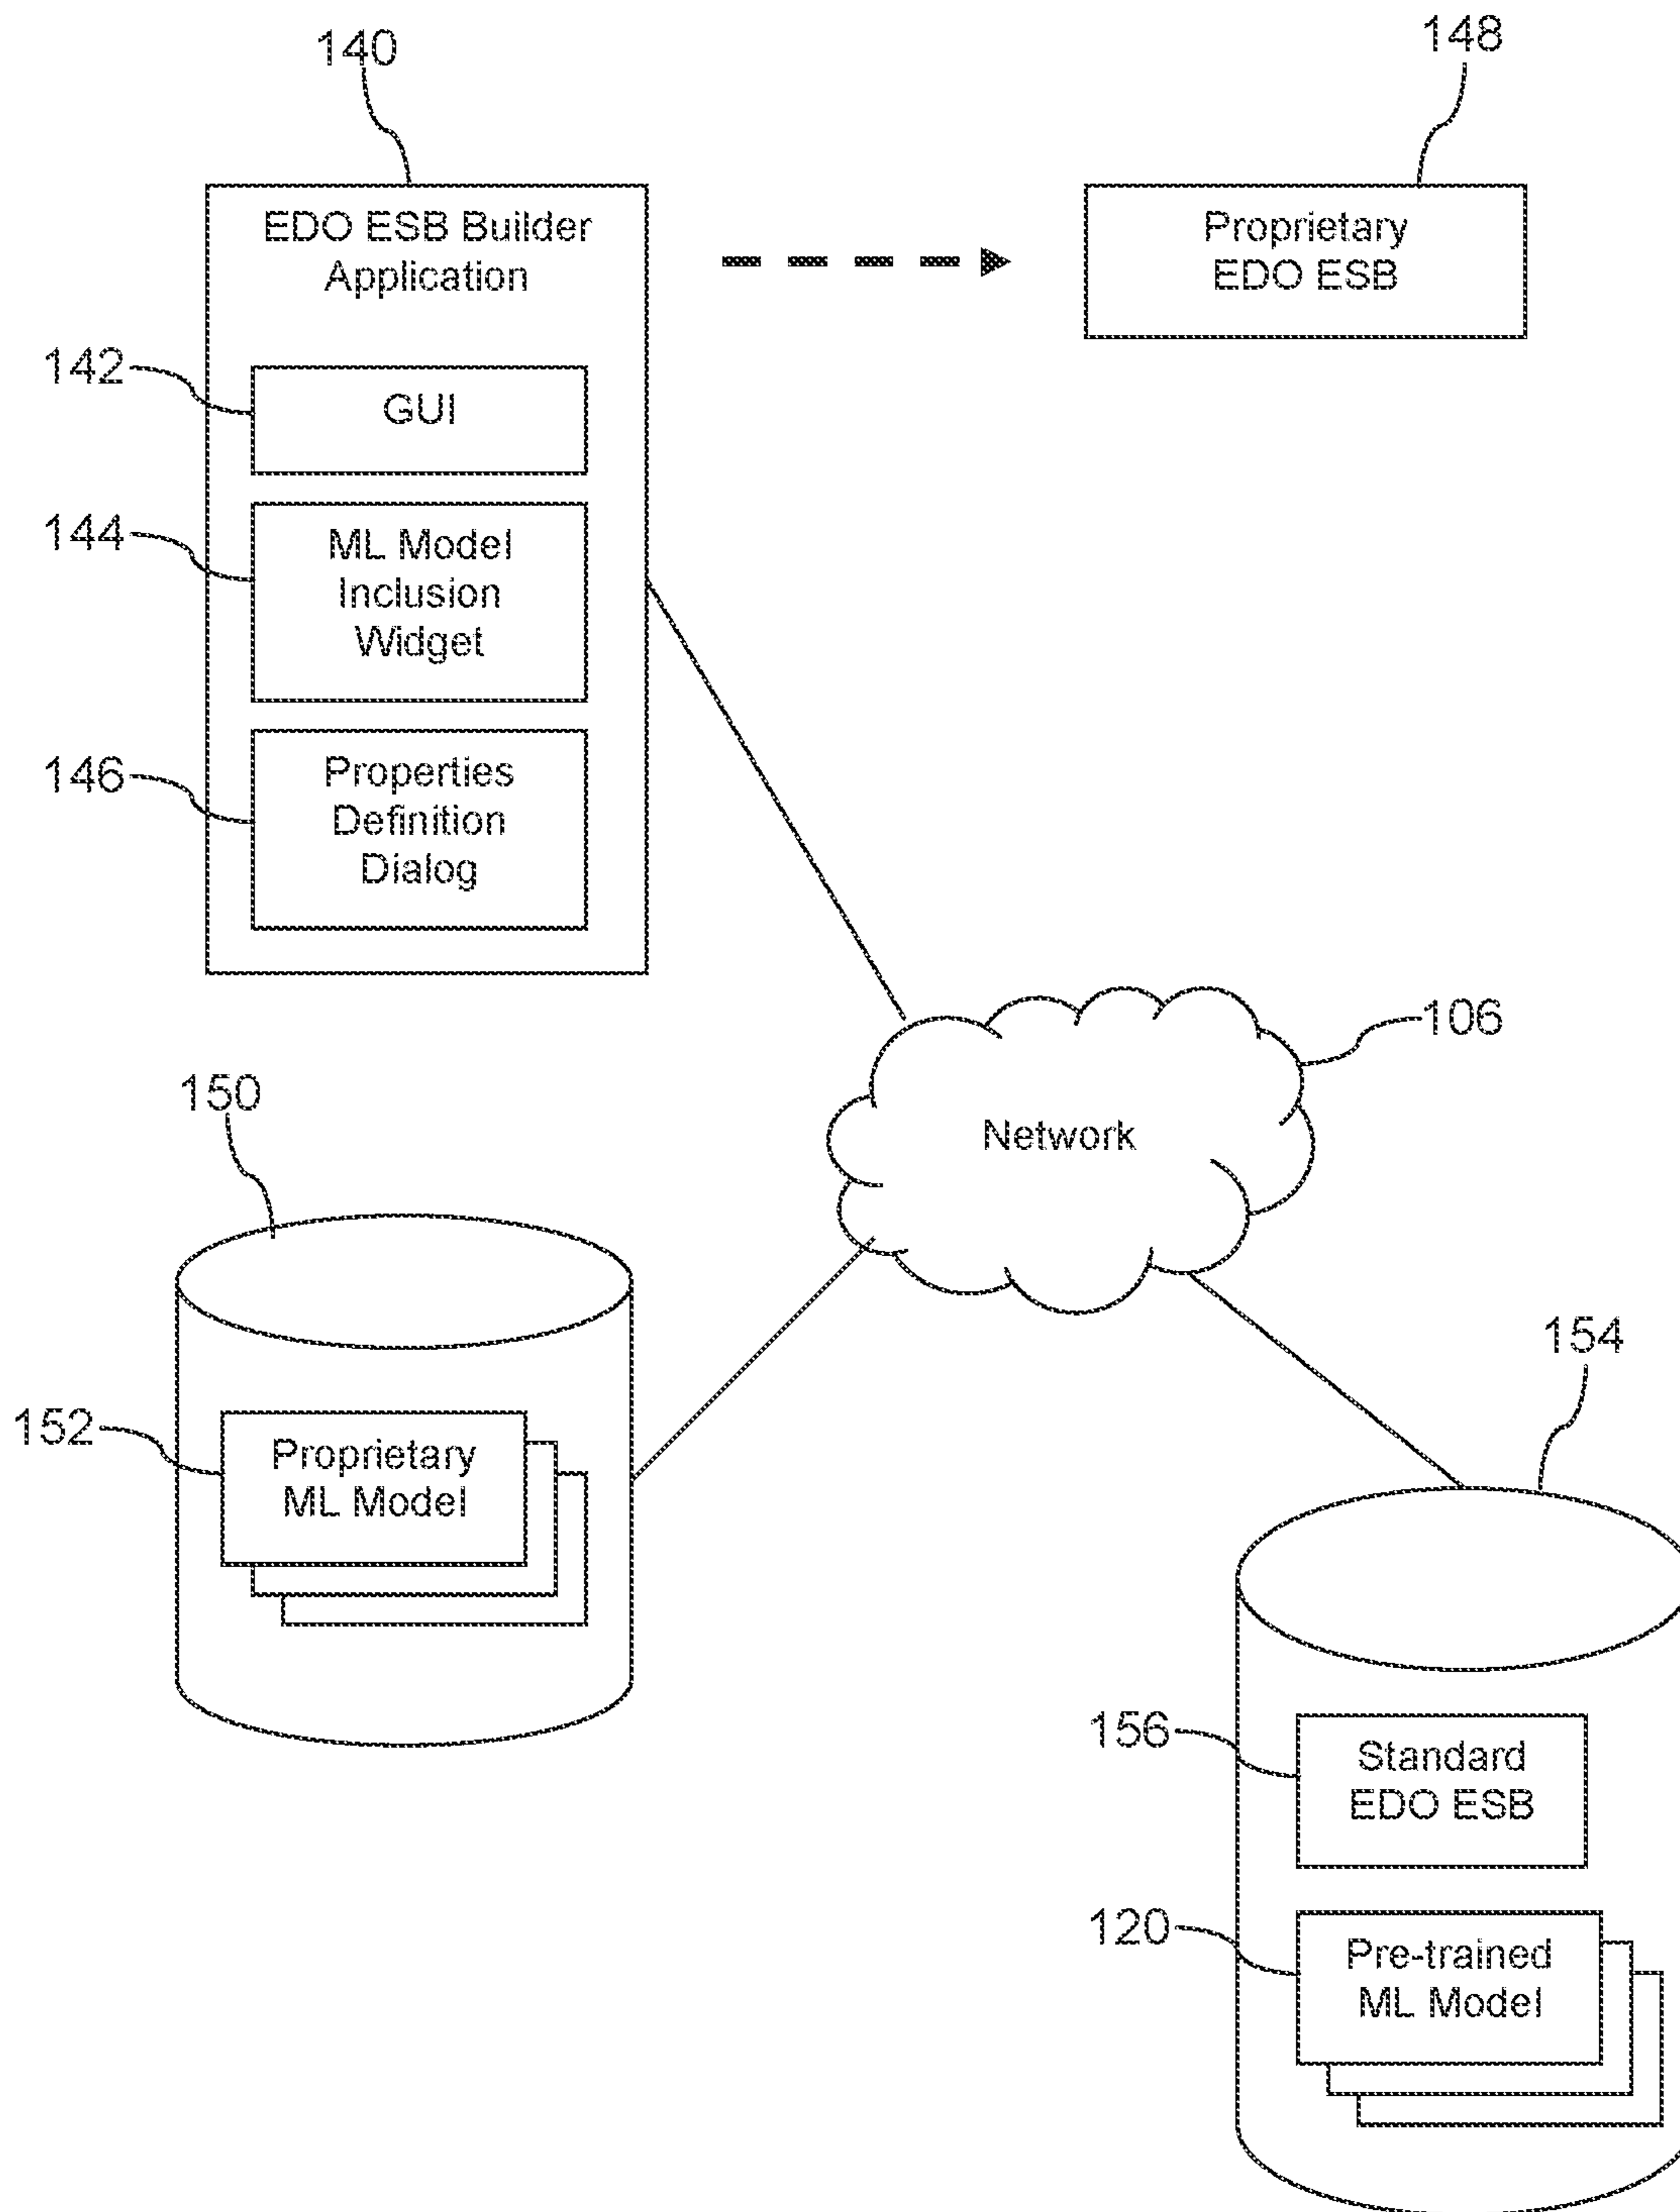 140
148
EDO ESB Builder
Application
Proprietary
EDO ESB
142
GUI
144
ML Model
Inclusion
Widget
146
Properties
Definition
Dialog
106
Network
150
154
152
Proprietary
ML Model
156
Standard
EDO ESB
120
Pre-trained
ML Model